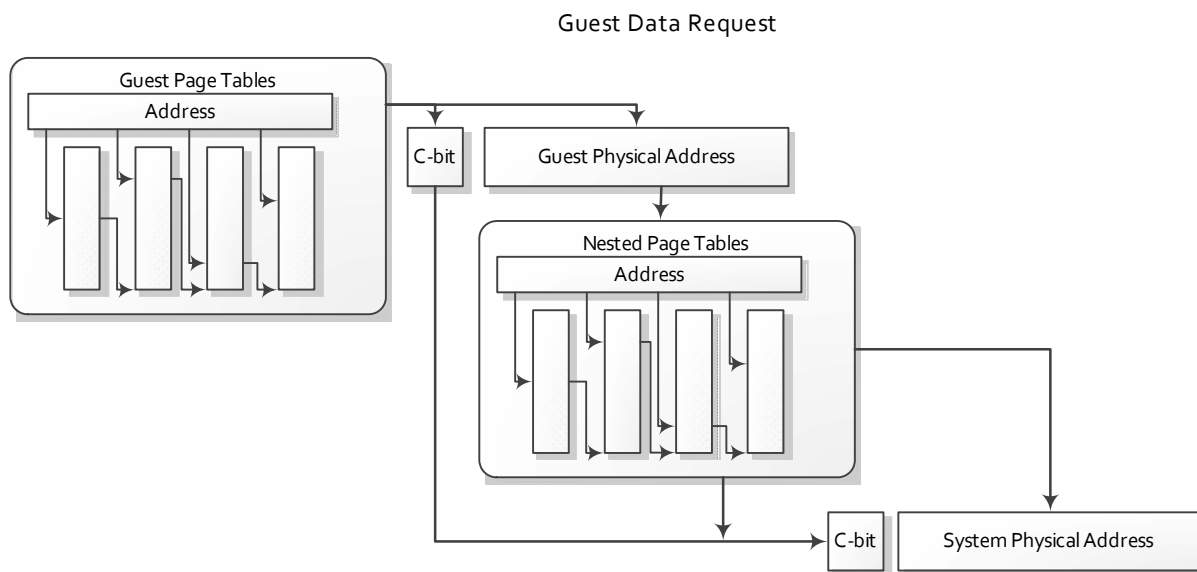 Guest Data Request
Guest Page Tables
Address
C-bit
Guest Physical Address
Nested Page Tables
Address
C-bit
System Physical Address